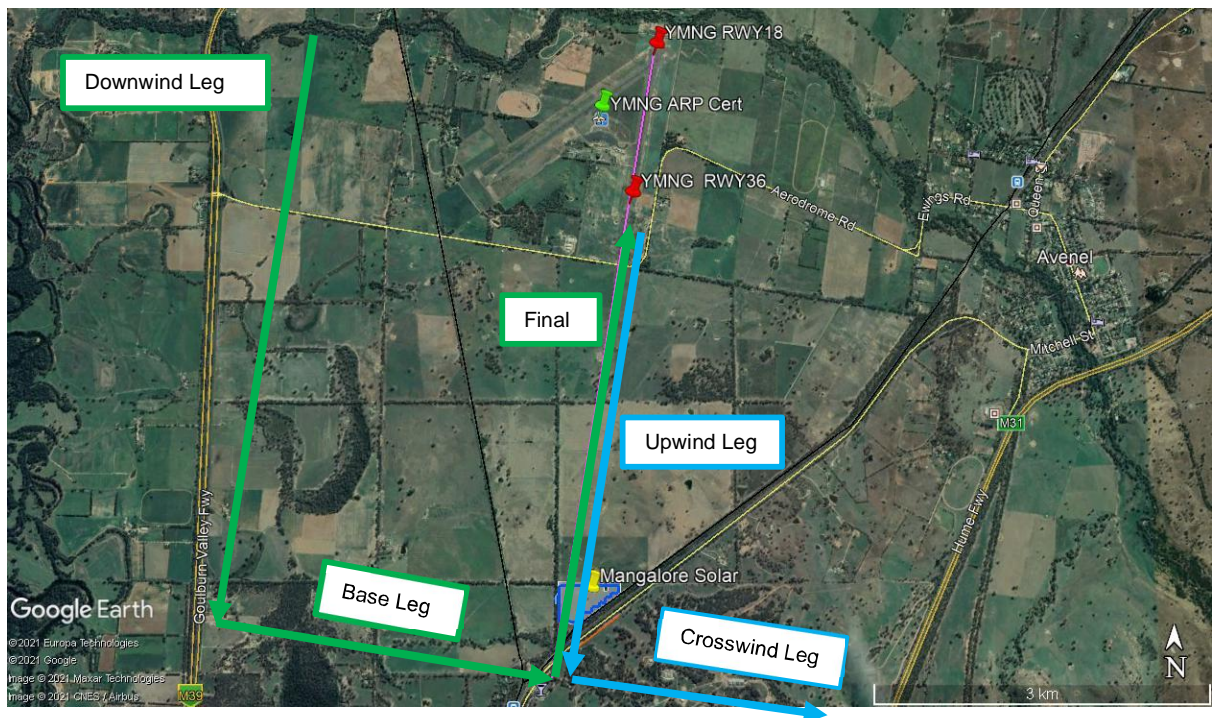 YMNG RWY18
Downwind Leg
YMNG ARP Cert
YMNG RWY36
Aerodrome Rd
Ewings Rd
Queen S
Avenel
Final
Mitchell St
M31
Upwind Leg
Goulburn Valley Fwy
Hume Fwy
Mangalore Solar
Base Leg
Crosswind Leg
Google Earth
©2021 Europa Technologies
©2021 Google
Image © 2021 Maxar Technologies
Image © 2021 CNES / Airbus
M39
N
3 km